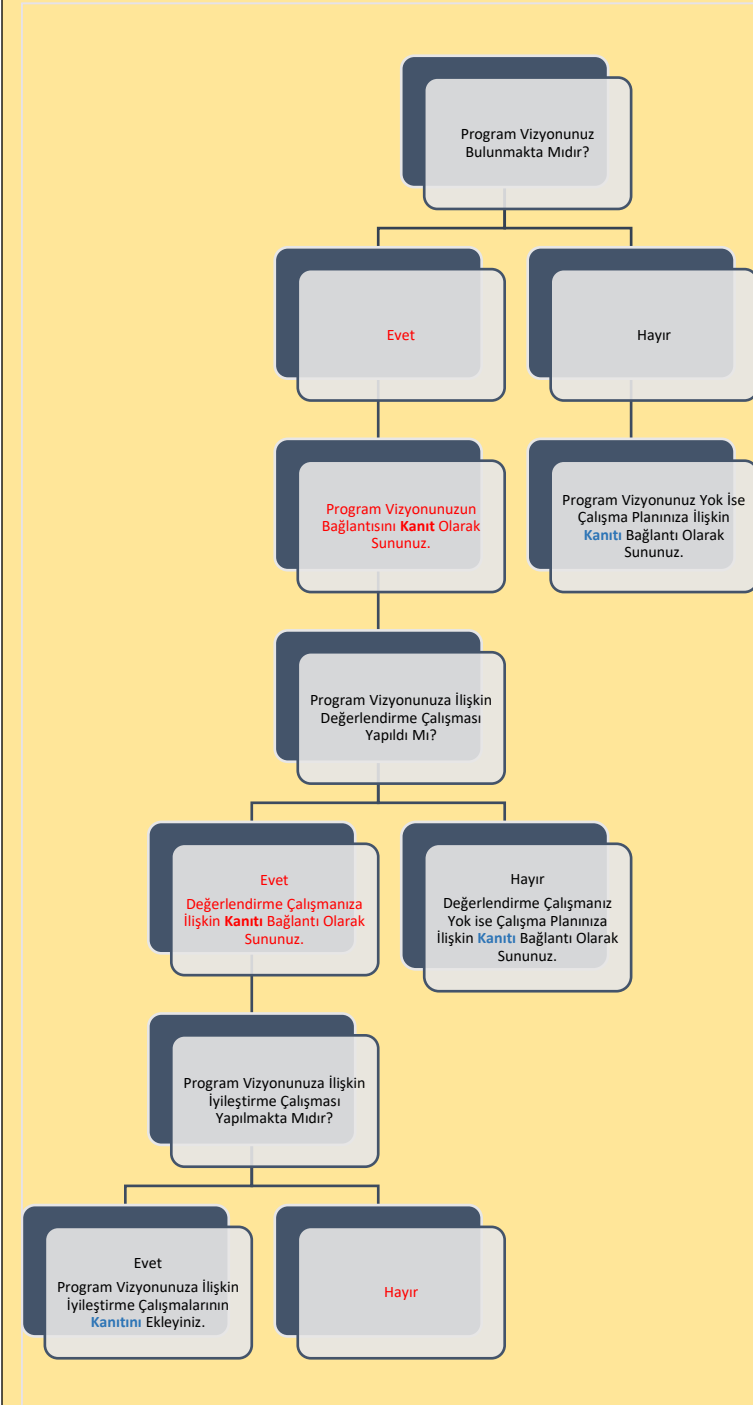 Program Vizyonunuz
Bulunmakta Mıdır?
Evet
Hayır
Program Vizyonunuzun
Bağlantısını Kanıt Olarak
Sununuz.
Program Vizyonunuz Yok İse
Çalışma Planınıza İlişkin
Kanıtı Bağlantı Olarak
Sununuz.
Program Vizyonunuza İlişkin
Değerlendirme Çalışması
Yapıldı Mı?
Evet
Değerlendirme Çalışmanıza
İlişkin Kanıtı Bağlantı Olarak
Sununuz.
Hayır
Değerlendirme Çalışmanız
Yok ise Çalışma Planınıza
İlişkin Kanıtı Bağlantı Olarak
Sununuz.
Program Vizyonunuza İlişkin
İyileştirme Çalışması
Yapılmakta Mıdır?
Evet
Program Vizyonunuza İlişkin
İyileştirme Çalışmalarının
Kanıtını Ekleyiniz.
Hayır